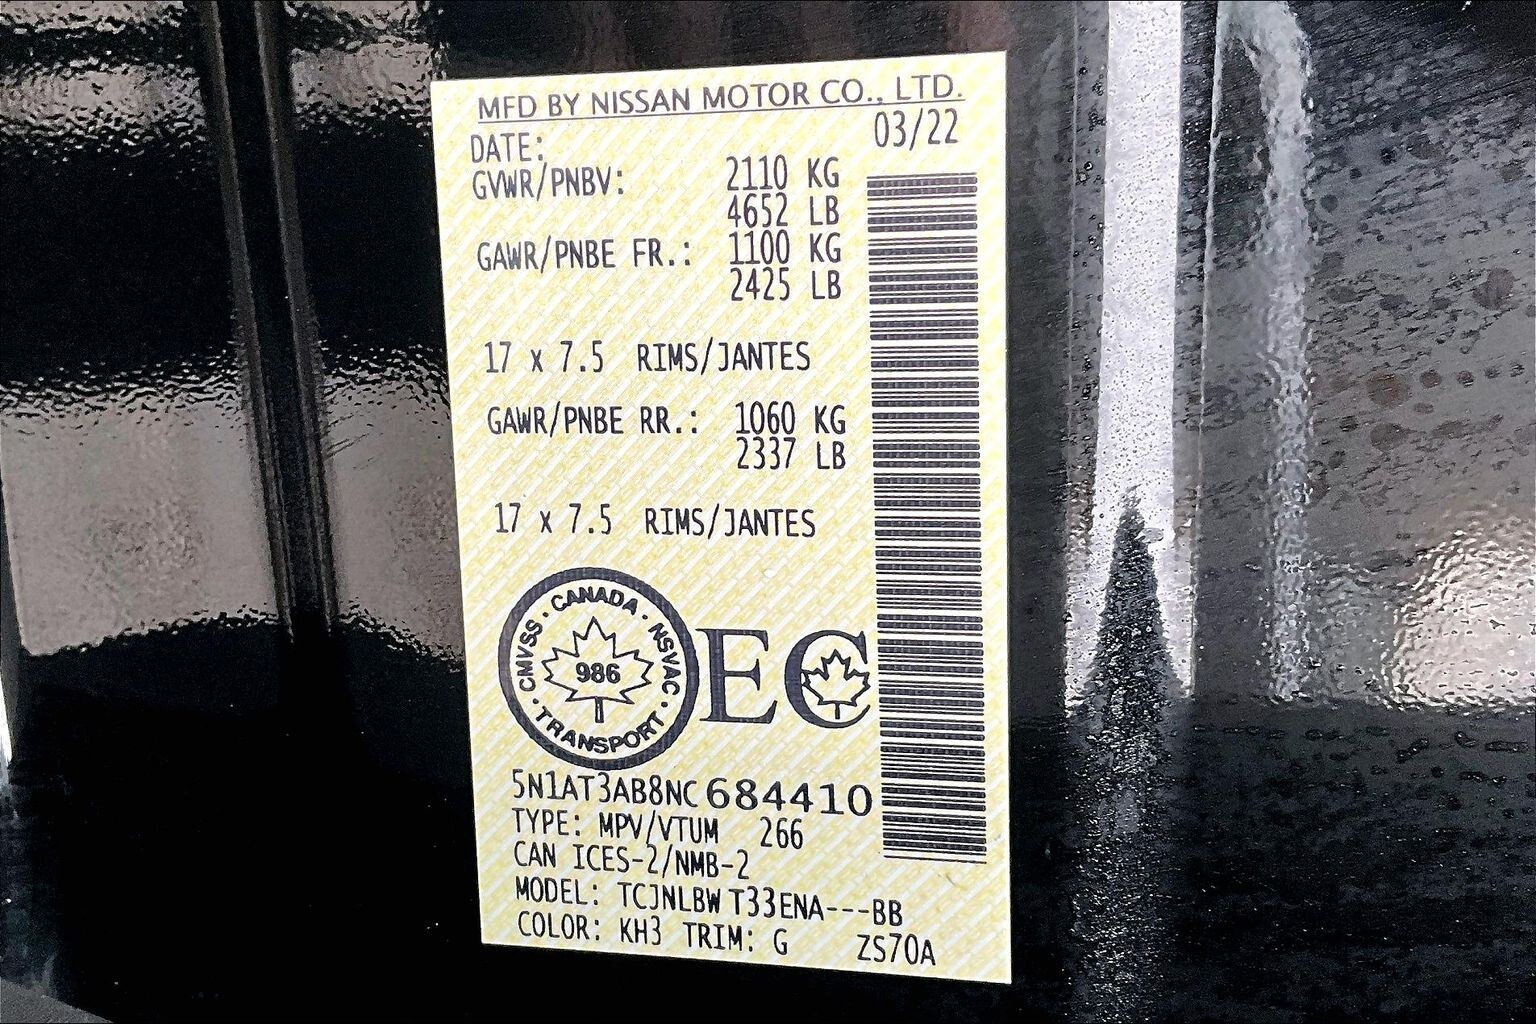 MFD BY NISSAN MOTOR CO., LTD.
DATE: 03/22
GVWR/PNBV: 2110 KG
4652 LB
GAWR/PNBE FR.: 1100 KG
2425 LB
17 x 7.5 RIMS/JANTES
GAWR/PNBE RR.: 1060 KG
2337 LB
17 x 7.5 RIMS/JANTES
CANADA · NSVAC · TRANSPORT · CMVSS ·
986
EC
5N1AT3AB8NC684410
TYPE: MPV/VTUM 266
CAN ICES-2/NMB-2
MODEL: TCJNLBW T33ENA---BB
COLOR: KH3 TRIM: G ZS70A